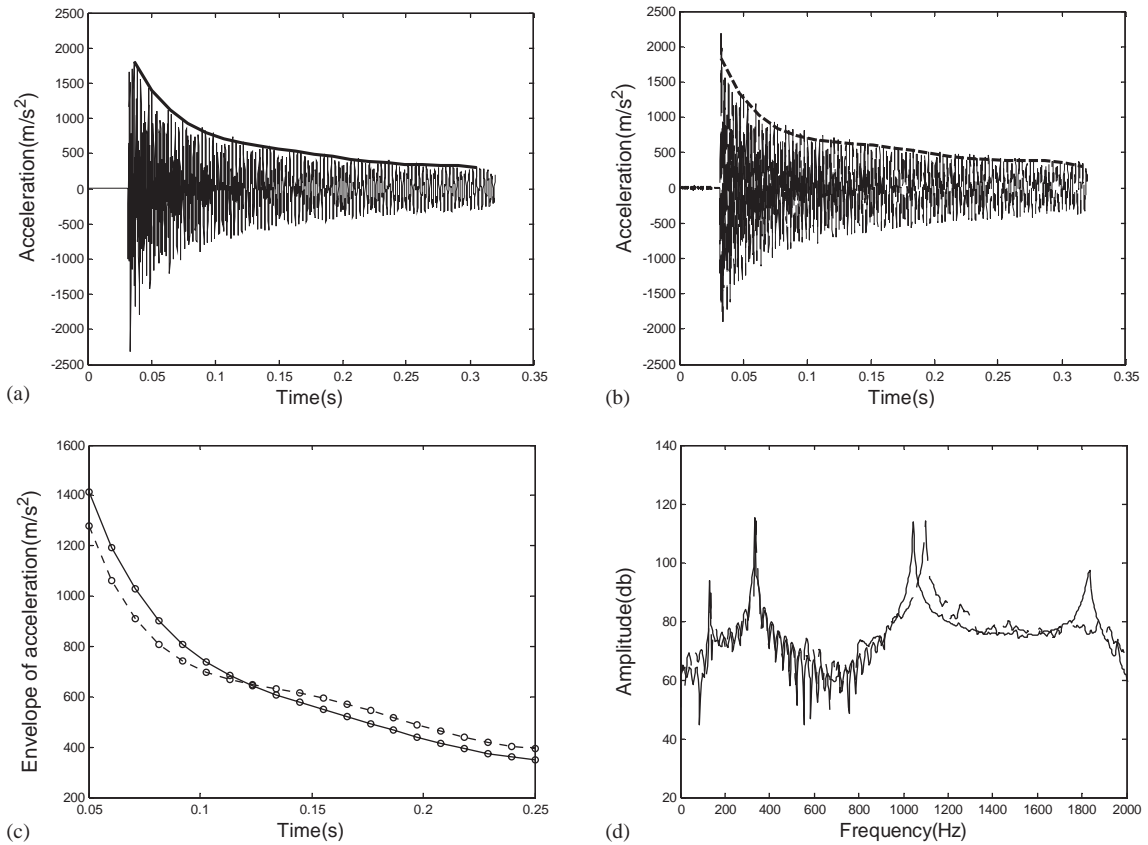 2500
2000
1500
1000
500
0
-500
-1000
-1500
-2000
-2500
Acceleration(m/s2)
0 0.05 0.1 0.15 0.2 0.25 0.3 0.35
Time(s)
(a)
2500
2000
1500
1000
500
0
-500
-1000
-1500
-2000
-2500
Acceleration(m/s2)
0 0.05 0.1 0.15 0.2 0.25 0.3 0.35
Time(s)
(b)
1600
1400
1200
1000
800
600
400
200
Envelope of acceleration(m/s2)
0.05 0.1 0.15 0.2 0.25
Time(s)
(c)
140
120
100
80
60
40
20
Amplitude(db)
0 200 400 600 800 1000 1200 1400 1600 1800 2000
Frequency(Hz)
(d)